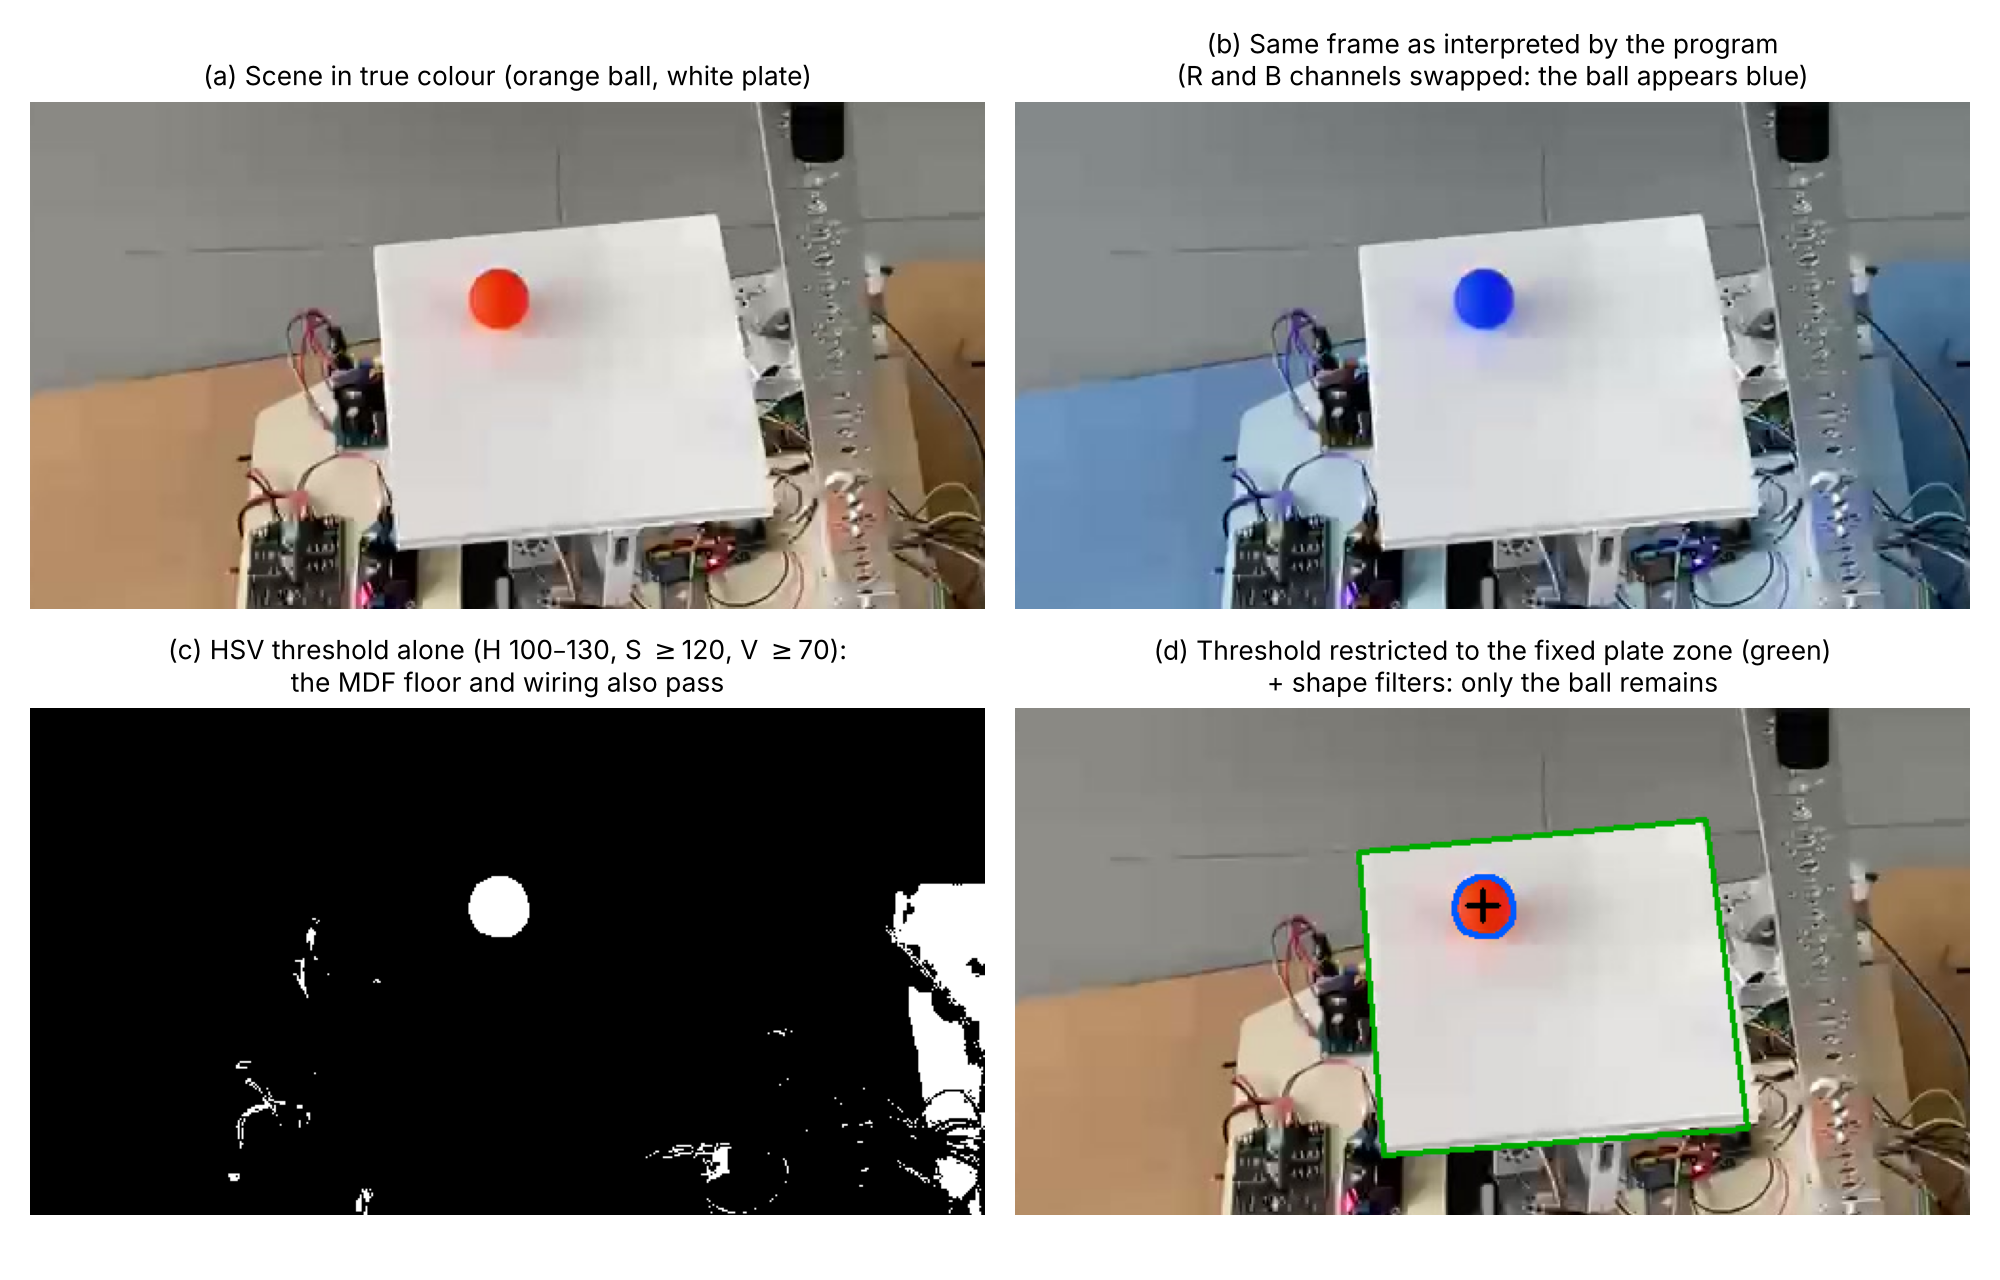 (a) Scene in true colour (orange ball, white plate)
(b) Same frame as interpreted by the program
(R and B channels swapped: the ball appears blue)
(c) HSV threshold alone (H 100–130, S ≥ 120, V ≥ 70):
the MDF floor and wiring also pass
(d) Threshold restricted to the fixed plate zone (green)
+ shape filters: only the ball remains